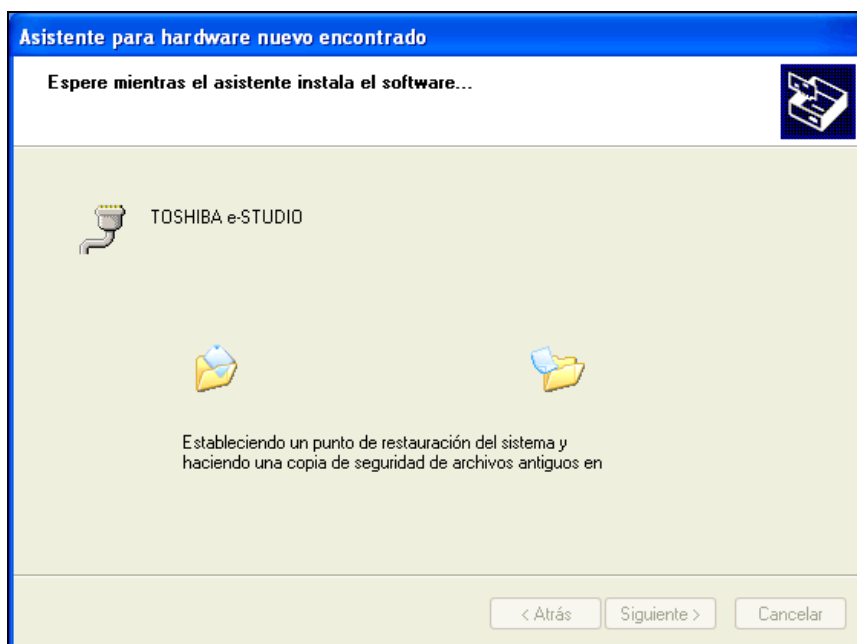 Asistente para hardware nuevo encontrado
Espere mientras el asistente instala el software...
TOSHIBA e-STUDIO
Estableciendo un punto de restauración del sistema y
haciendo una copia de seguridad de archivos antiguos en
< Atrás
Siguiente >
Cancelar